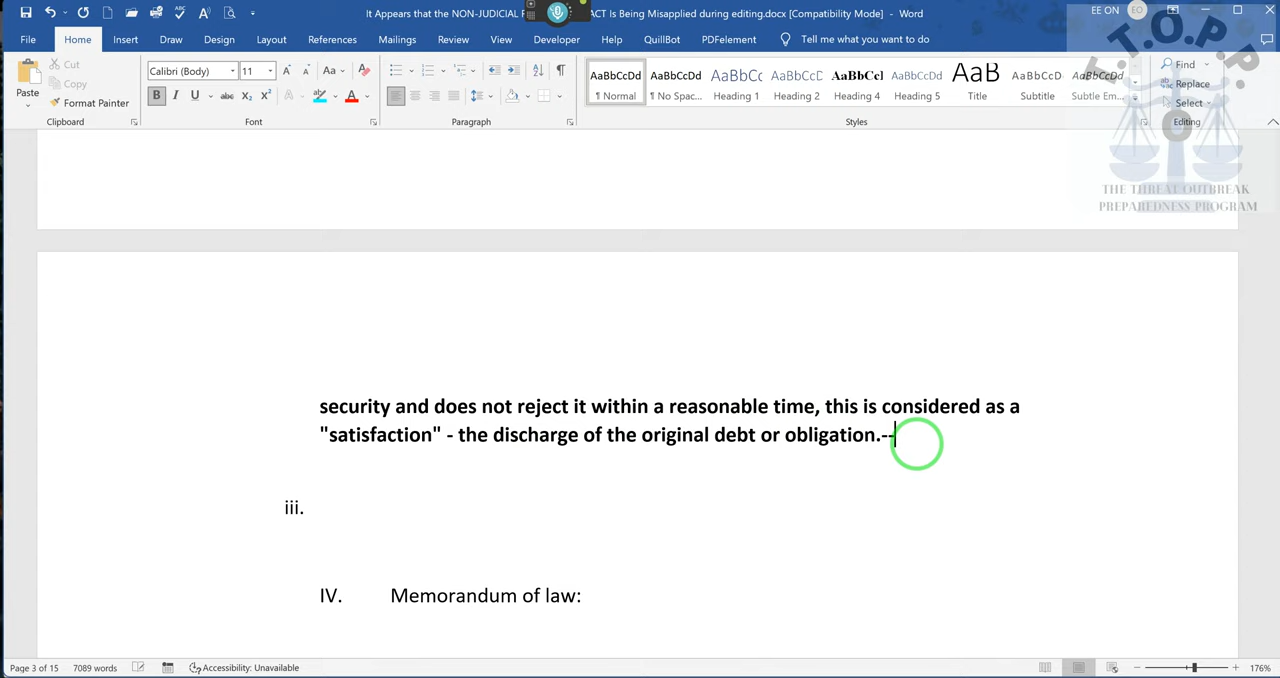 It Appears that the NON-JUDICIAL F ACT Is Being Misapplied during editing.docx [Compatibility Mode] - Word
EE ON
EO
File Home Insert Draw Design Layout References Mailings Review View Developer Help QuillBot PDFelement Tell me what you want to do
T.O.P.P.
Paste
Cut
Copy
Format Painter
Calibri (Body) 11
Find
Replace
Select
AaBbCcDd AaBbCcDd AaBbCc AaBbCcD AaBbCcl AaBbCcDd AaB AaBbCcD AaBbCcDd
¶ Normal ¶ No Spac... Heading 1 Heading 2 Heading 4 Heading 5 Title Subtitle Subtle Em...
Clipboard Font Paragraph Styles Editing
THE THREAT OUTBREAK
PREPAREDNESS PROGRAM
security and does not reject it within a reasonable time, this is considered as a
"satisfaction" - the discharge of the original debt or obligation.--
iii.
IV. Memorandum of law:
Page 3 of 15 7089 words Accessibility: Unavailable 176%